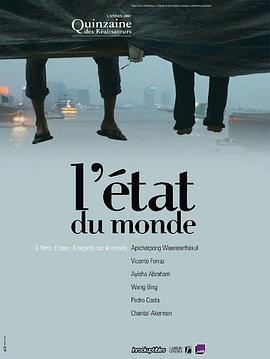 CANNES 2007
Quinzaine
des Réalisateurs
l'état
du monde
6 films, 6 pays, 6 regards sur le monde
Apichatpong Weerasethakul
Vicente Ferraz
Ayisha Abraham
Wang Bing
Pedro Costa
Chantal Akerman
inrockuptibles